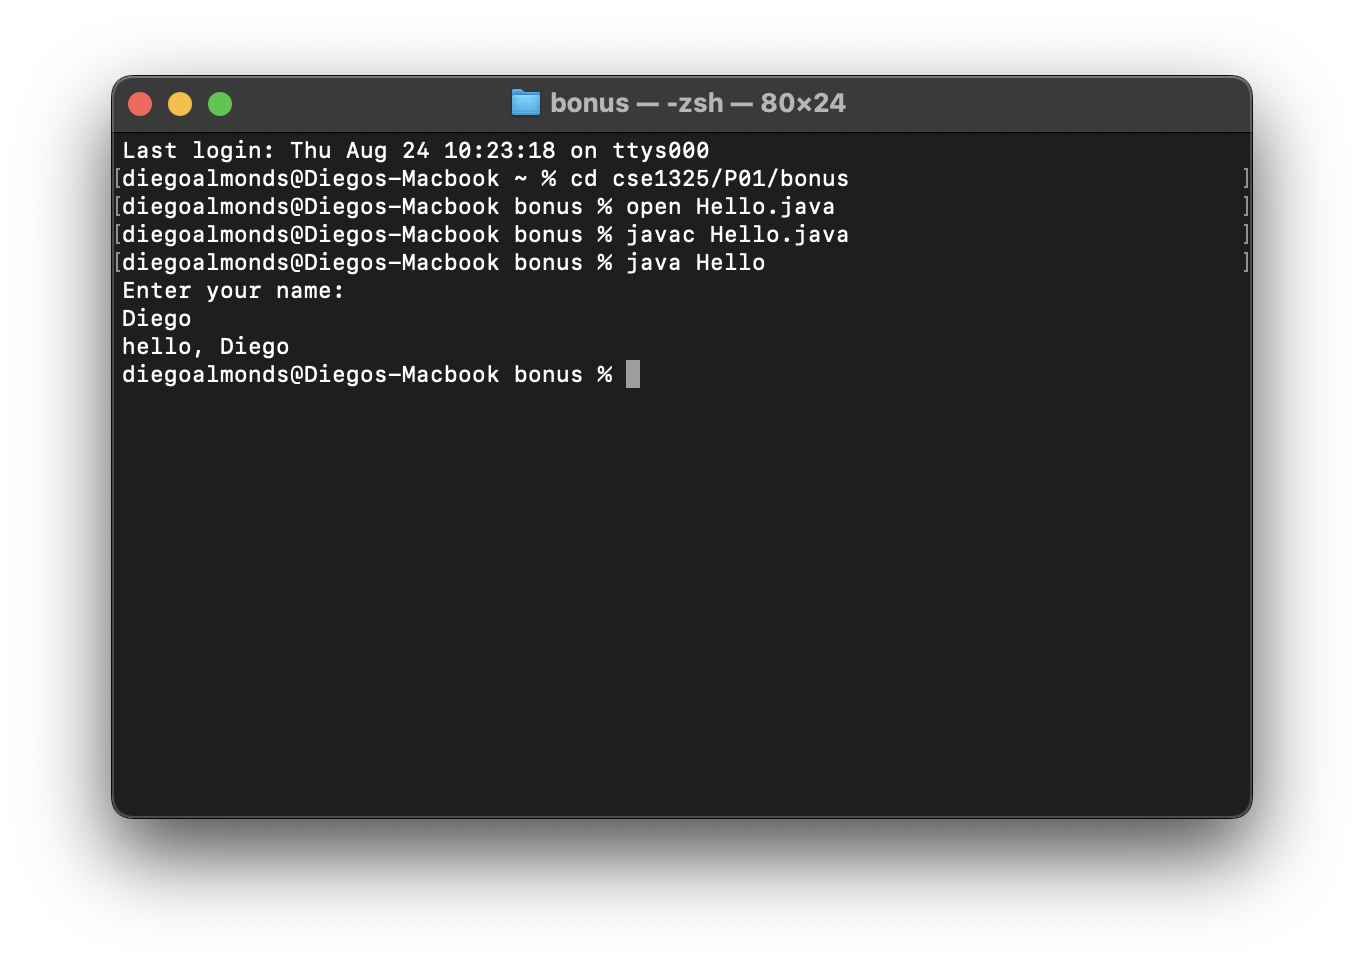 bonus — -zsh — 80×24
Last login: Thu Aug 24 10:23:18 on ttys000
[diegoalmonds@Diegos-Macbook ~ % cd cse1325/P01/bonus ]
[diegoalmonds@Diegos-Macbook bonus % open Hello.java ]
[diegoalmonds@Diegos-Macbook bonus % javac Hello.java ]
[diegoalmonds@Diegos-Macbook bonus % java Hello ]
Enter your name:
Diego
hello, Diego
diegoalmonds@Diegos-Macbook bonus %